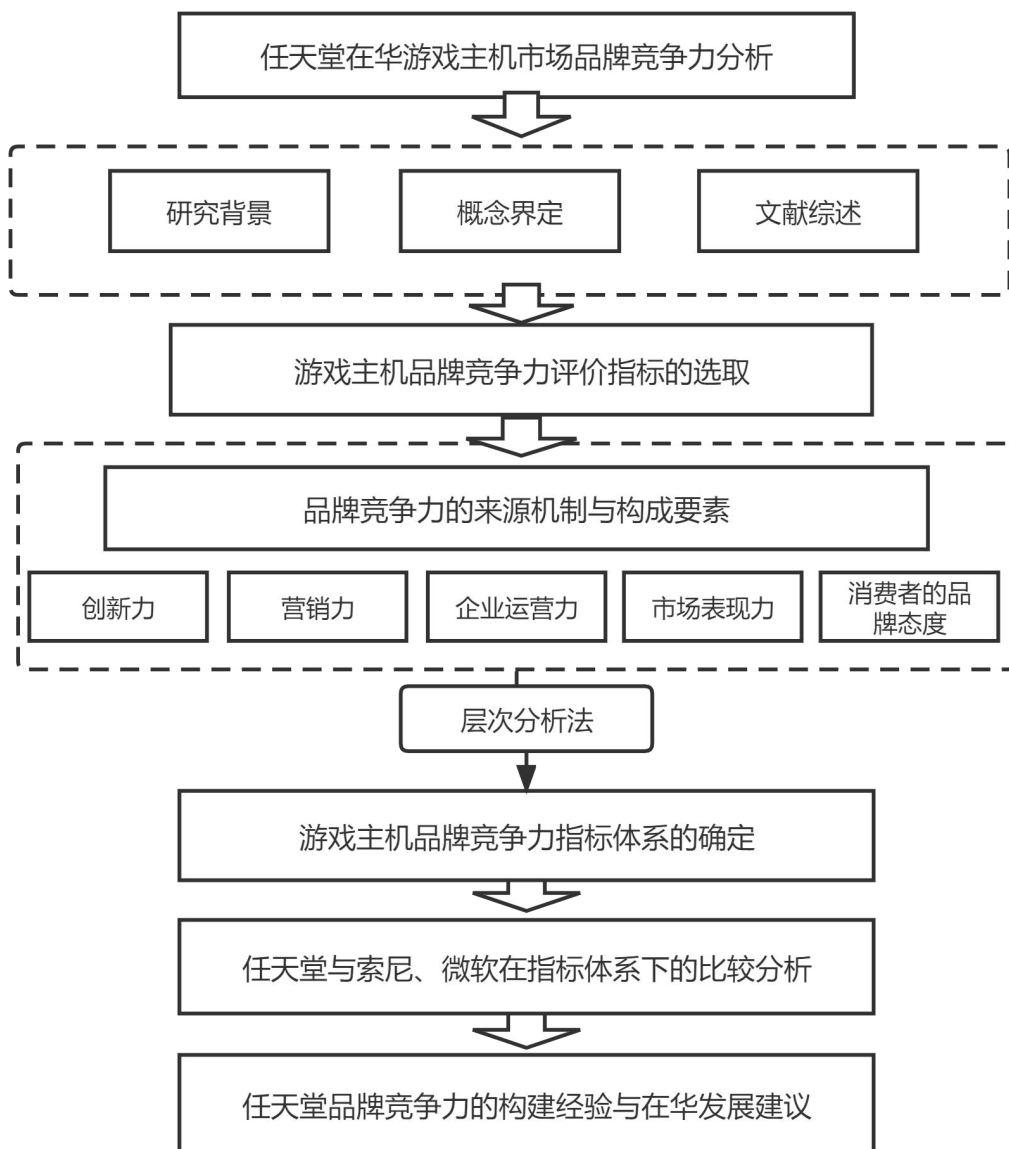 任天堂在华游戏主机市场品牌竞争力分析
研究背景
概念界定
文献综述
游戏主机品牌竞争力评价指标的选取
品牌竞争力的来源机制与构成要素
创新力
营销力
企业运营力
市场表现力
消费者的品
牌态度
层次分析法
游戏主机品牌竞争力指标体系的确定
任天堂与索尼、微软在指标体系下的比较分析
任天堂品牌竞争力的构建经验与在华发展建议